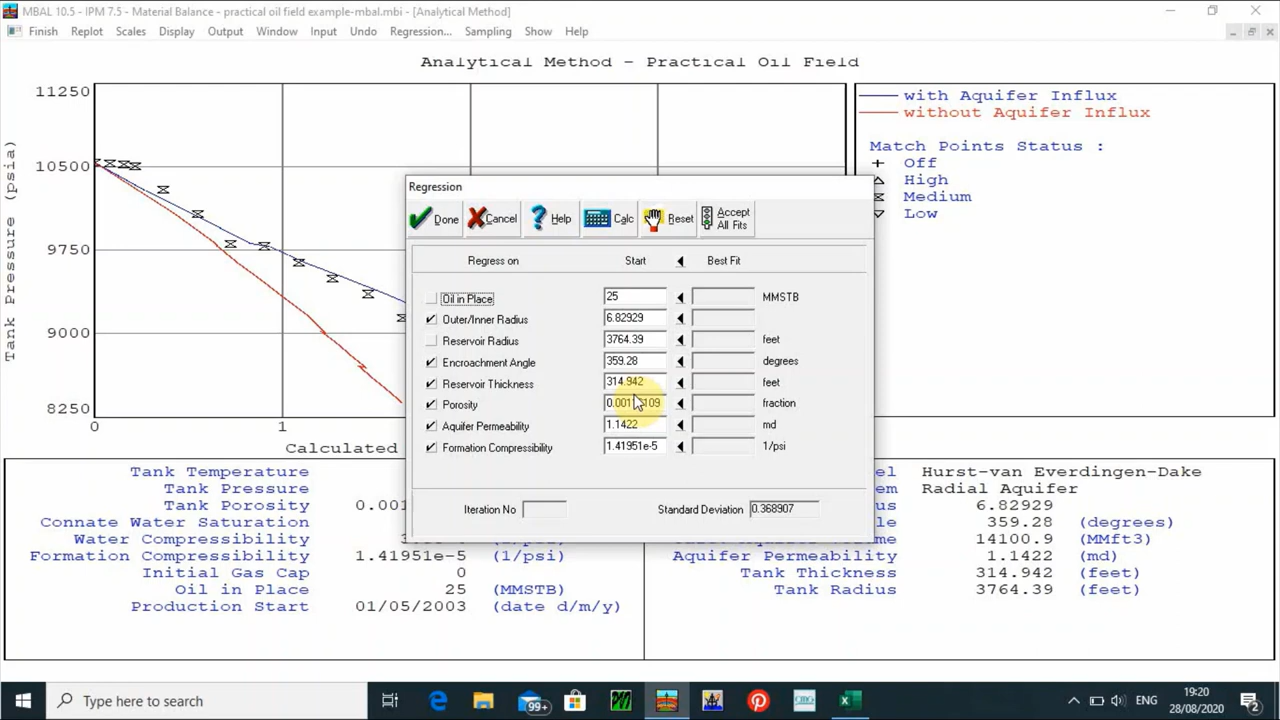 MBAL 10.5 - IPM 7.5 - Material Balance - practical oil field example-mbal.mbi - [Analytical Method]
Finish Replot Scales Display Output Window Input Undo Regression... Sampling Show Help
Analytical Method - Practical Oil Field
11250
10500
9750
9000
8250
Tank Pressure (psia)
0 1
Calculated
with Aquifer Influx
without Aquifer Influx
Match Points Status :
Off
High
Medium
Low
Regression
Done Cancel Help Calc Reset Accept All Fits
Regress on Start Best Fit
Oil in Place 25 MMSTB
Outer/Inner Radius 6.82929
Reservoir Radius 3764.39 feet
Encroachment Angle 359.28 degrees
Reservoir Thickness 314.942 feet
Porosity fraction
Aquifer Permeability 1.1422 md
Formation Compressibility 1.41951e-5 1/psi
Iteration No Standard Deviation 0.368907
Tank Temperature
Tank Pressure
Tank Porosity 0.00
Connate Water Saturation
Water Compressibility
Formation Compressibility 1.41951e-5 (1/psi)
Initial Gas Cap 0
Oil in Place 25 (MMSTB)
Production Start 01/05/2003 (date d/m/y)
Hurst-van Everdingen-Dake
Radial Aquifer
6.82929
359.28 (degrees)
14100.9 (MMft3)
Aquifer Permeability 1.1422 (md)
Tank Thickness 314.942 (feet)
Tank Radius 3764.39 (feet)
Type here to search
99+
ENG
19:20
28/08/2020
2